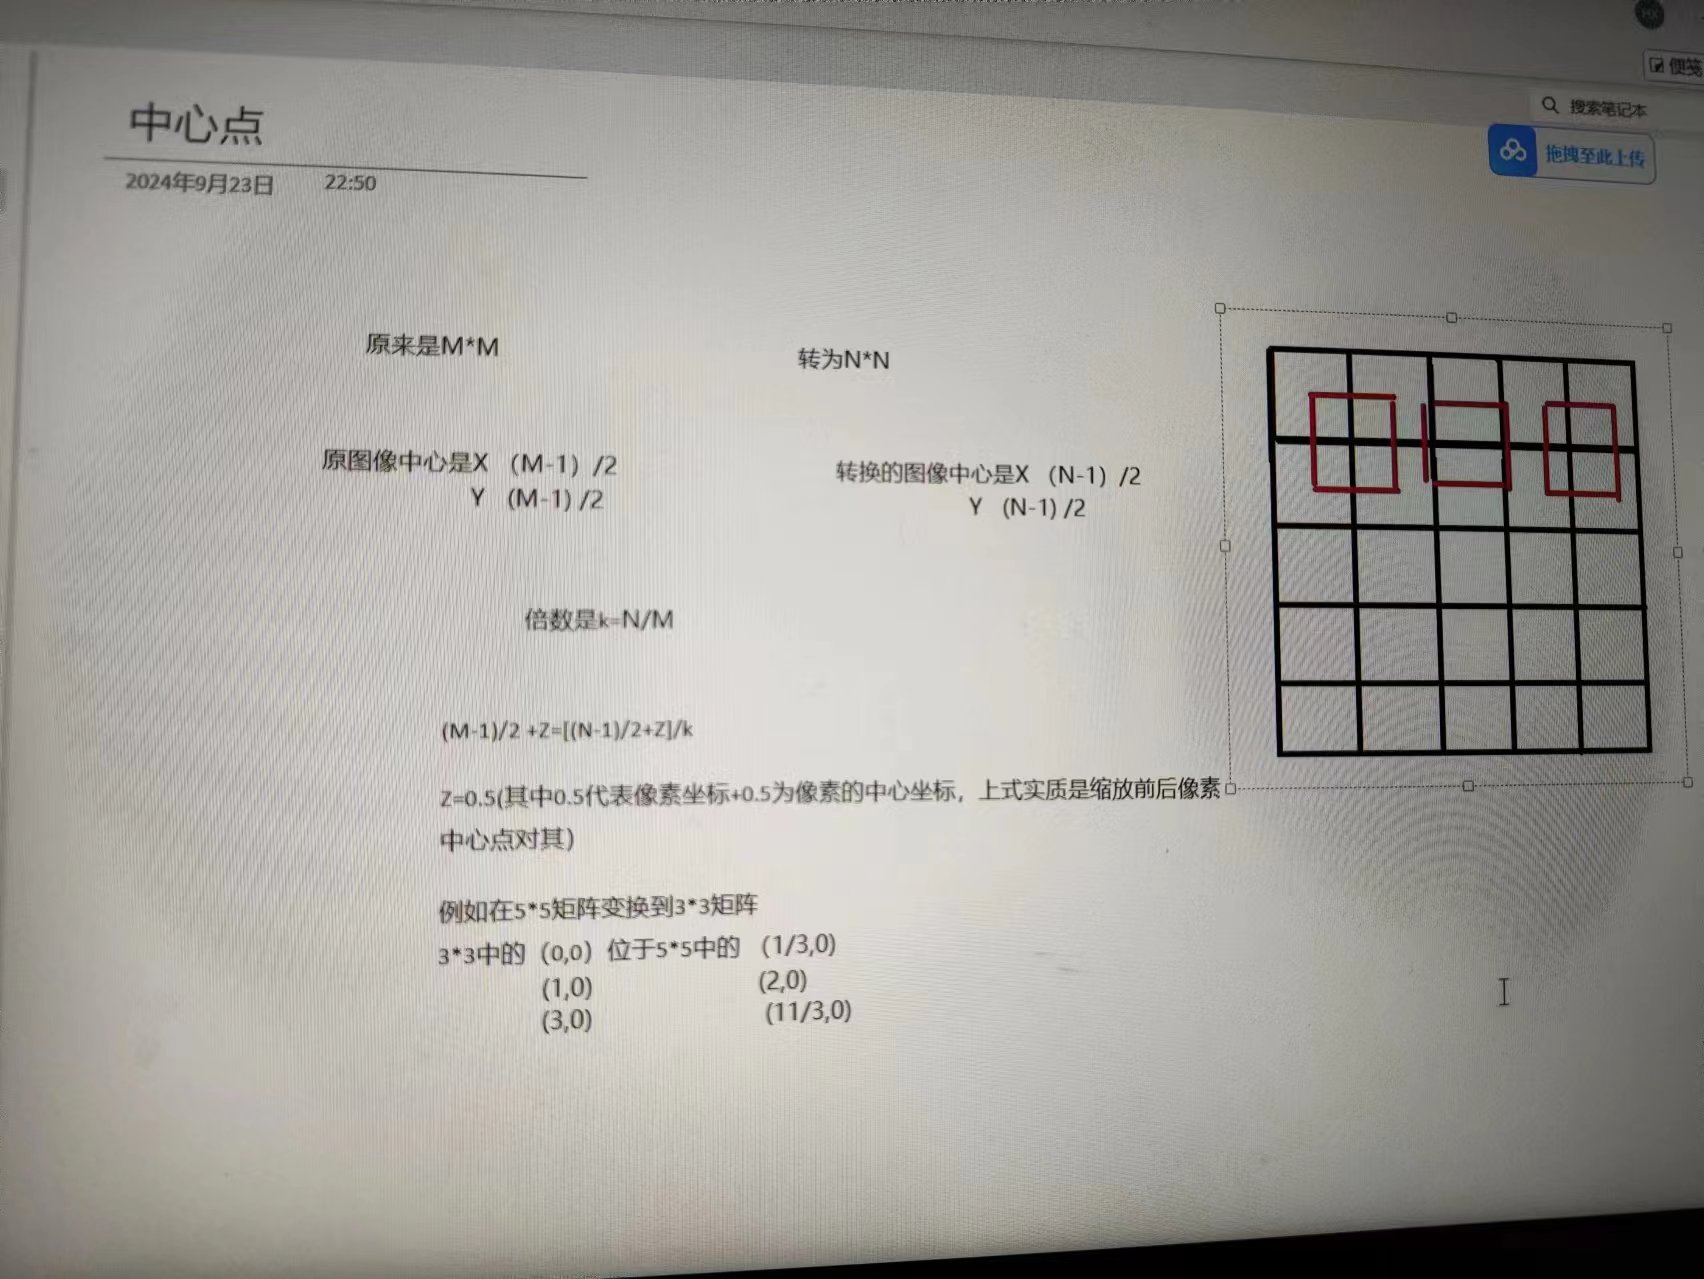 便笺
搜索笔记本
拖拽至此上传
中心点
2024年9月23日 22:50
原来是M*M 转为N*N
原图像中心是X （M-1）/2 转换的图像中心是X （N-1）/2
Y （M-1) /2 Y (N-1) /2
倍数是k=N/M
(M-1)/2 +Z=[(N-1)/2+Z]/k
Z=0.5(其中0.5代表像素坐标+0.5为像素的中心坐标，上式实质是缩放前后像素
中心点对其）
例如在5*5矩阵变换到3*3矩阵
3*3中的（0,0）位于5*5中的 （1/3,0)
(1,0) (2,0)
(3,0) (11/3,0)